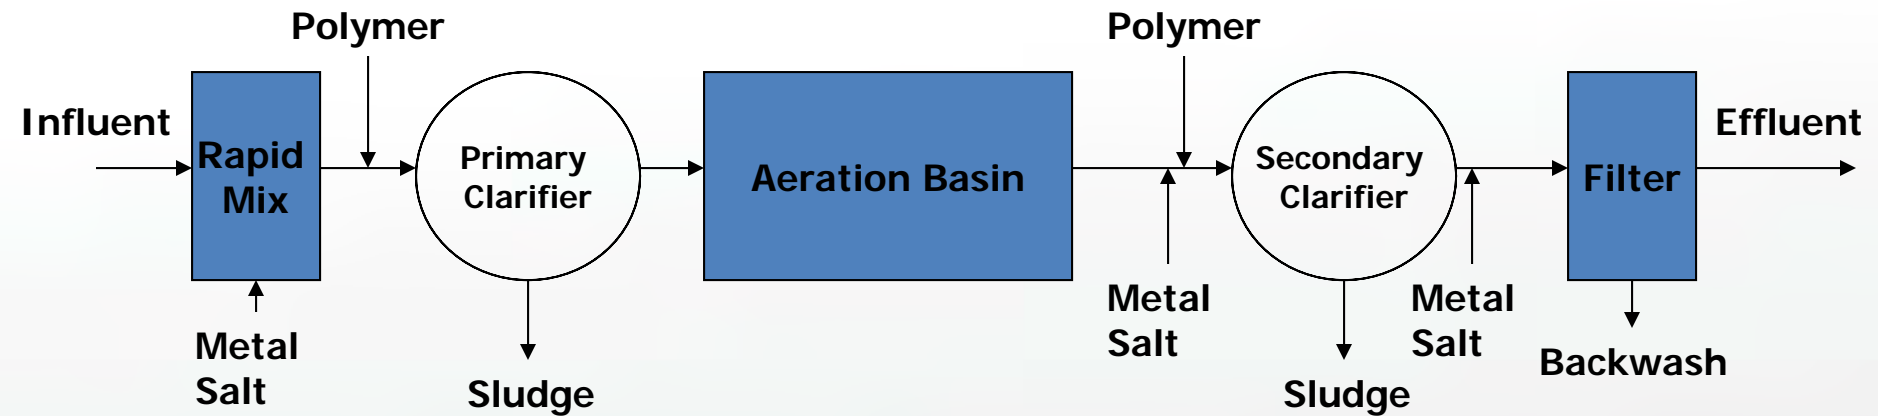 Polymer
Polymer
Influent
Rapid
Mix
Primary
Clarifier
Aeration Basin
Secondary
Clarifier
Filter
Effluent
Metal
Salt
Sludge
Metal
Salt
Sludge
Metal
Salt
Backwash